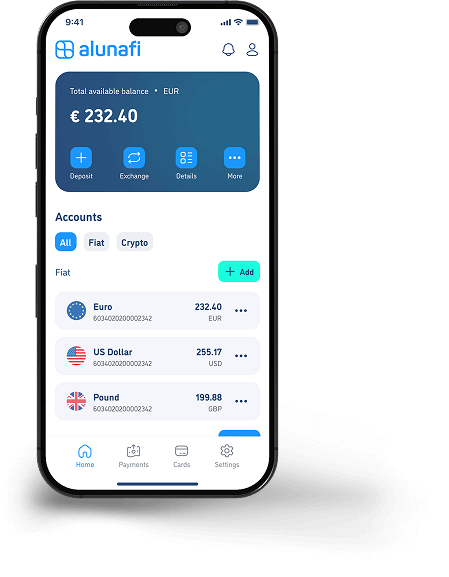 9:41
alunafi
Total available balance • EUR
€ 232.40
Deposit Exchange Details More
Accounts
All Fiat Crypto
Fiat + Add
Euro 232.40
6034020200002342 EUR
US Dollar 255.17
6034020200002342 USD
Pound 199.88
6034020200002342 GBP
Home Payments Cards Settings